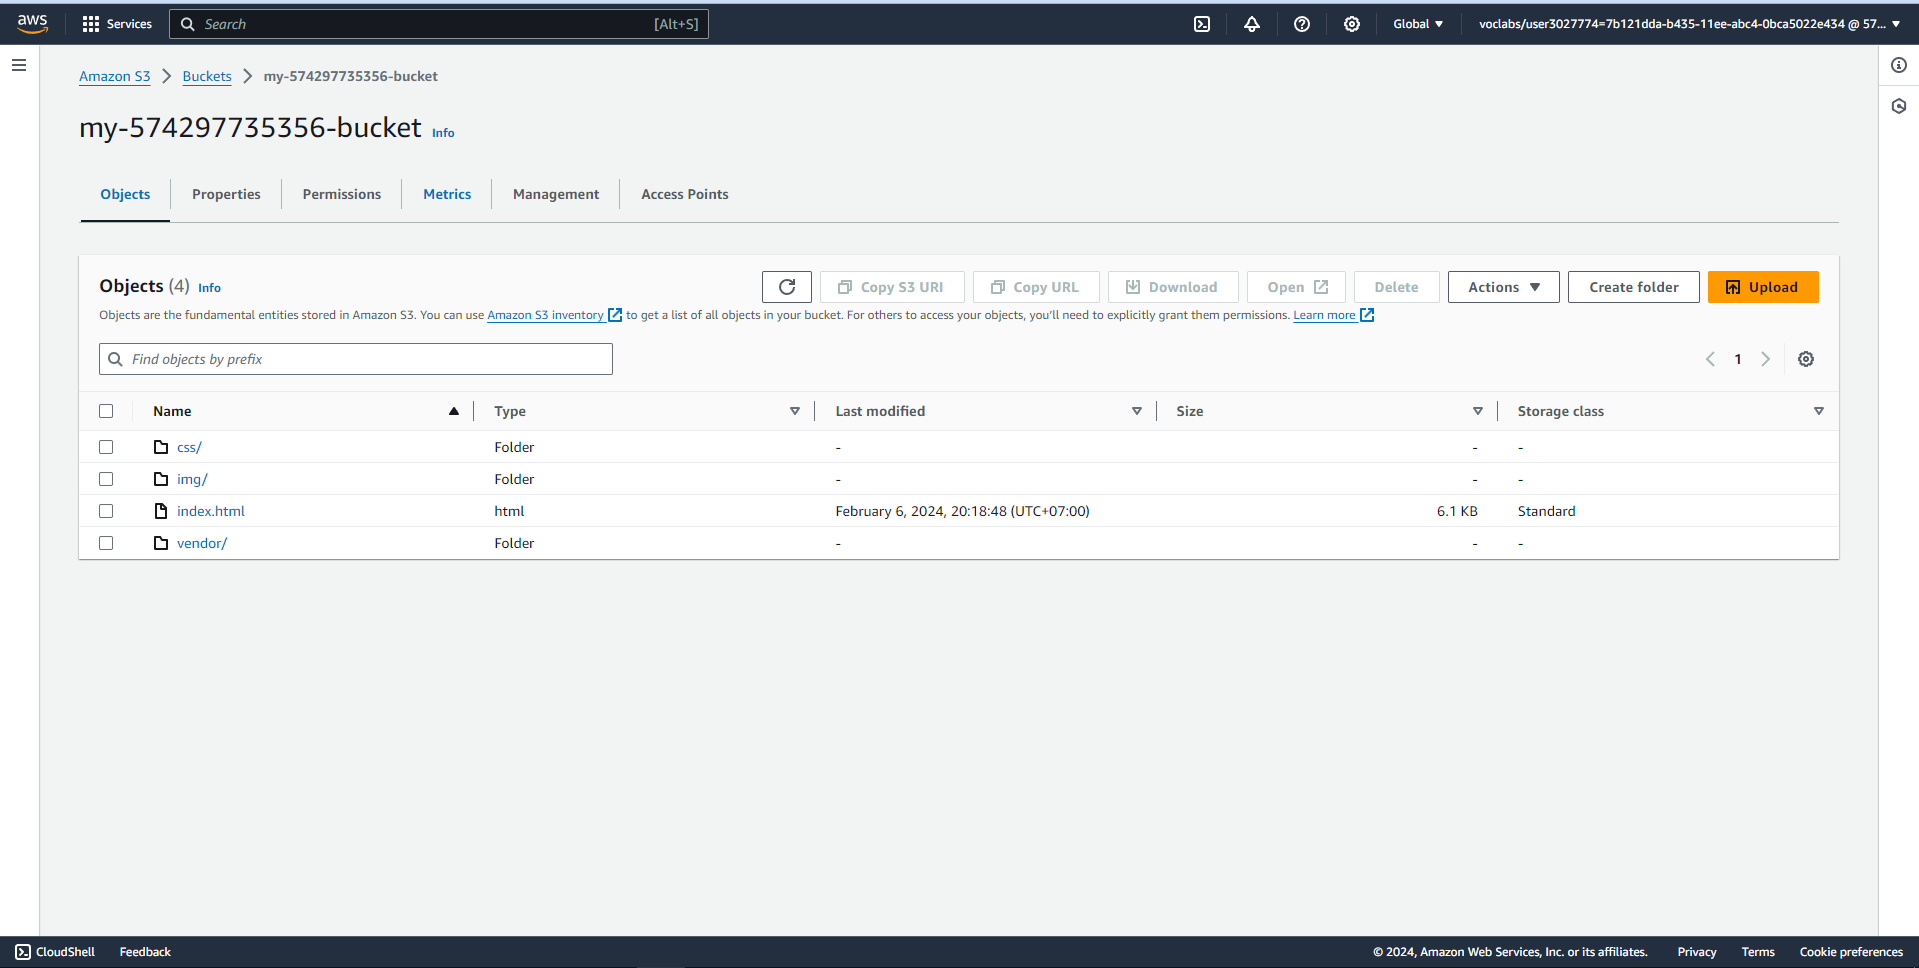 aws Services Search [Alt+S] Global voclabs/user3027774=7b121dda-b435-11ee-abc4-0bca5022e434 @ 57...
Amazon S3 Buckets my-574297735356-bucket
my-574297735356-bucket Info
Objects Properties Permissions Metrics Management Access Points
Objects (4) Info Copy S3 URI Copy URL Download Open Delete Actions Create folder Upload
Objects are the fundamental entities stored in Amazon S3. You can use Amazon S3 inventory to get a list of all objects in your bucket. For others to access your objects, you'll need to explicitly grant them permissions. Learn more
Find objects by prefix 1
Name Type Last modified Size Storage class
css/ Folder - - -
img/ Folder - - -
index.html html February 6, 2024, 20:18:48 (UTC+07:00) 6.1 KB Standard
vendor/ Folder - - -
CloudShell Feedback © 2024, Amazon Web Services, Inc. or its affiliates. Privacy Terms Cookie preferences